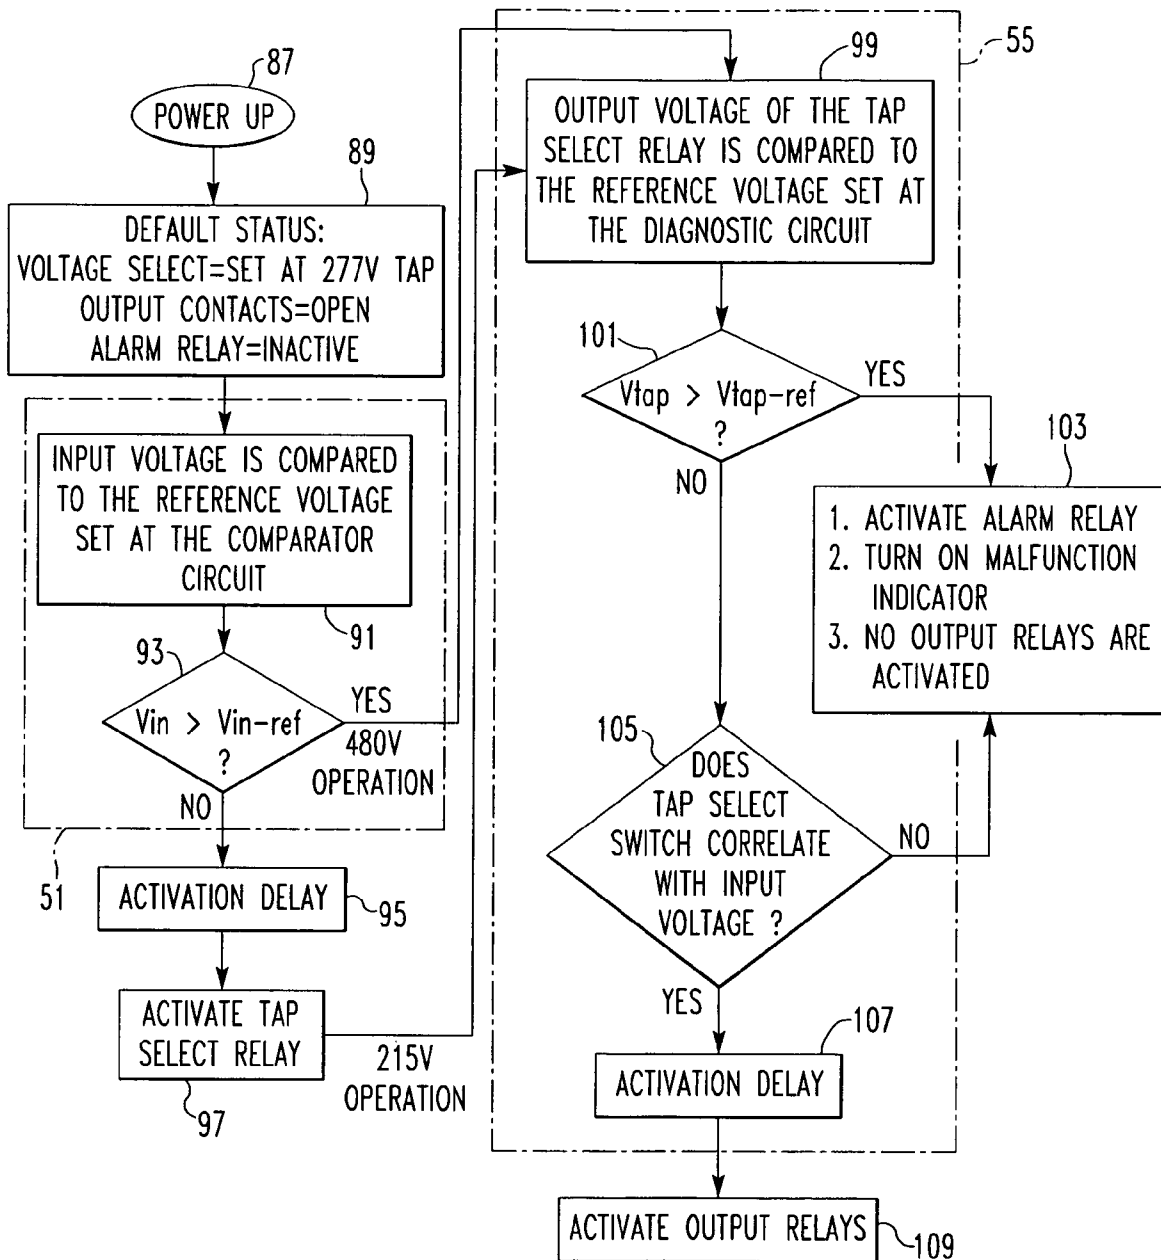 87
POWER UP
89
DEFAULT STATUS:
VOLTAGE SELECT=SET AT 277V TAP
OUTPUT CONTACTS=OPEN
ALARM RELAY=INACTIVE
INPUT VOLTAGE IS COMPARED
TO THE REFERENCE VOLTAGE
SET AT THE COMPARATOR
CIRCUIT
91
93
Vin > Vin-ref
?
YES
480V
OPERATION
NO
51
ACTIVATION DELAY
95
ACTIVATE TAP
SELECT RELAY
97
215V
OPERATION
55
99
OUTPUT VOLTAGE OF THE TAP
SELECT RELAY IS COMPARED TO
THE REFERENCE VOLTAGE SET AT
THE DIAGNOSTIC CIRCUIT
101
Vtap > Vtap-ref
?
YES
NO
103
1. ACTIVATE ALARM RELAY
2. TURN ON MALFUNCTION
INDICATOR
3. NO OUTPUT RELAYS ARE
ACTIVATED
105
DOES
TAP SELECT
SWITCH CORRELATE
WITH INPUT
VOLTAGE ?
NO
YES
107
ACTIVATION DELAY
ACTIVATE OUTPUT RELAYS
109